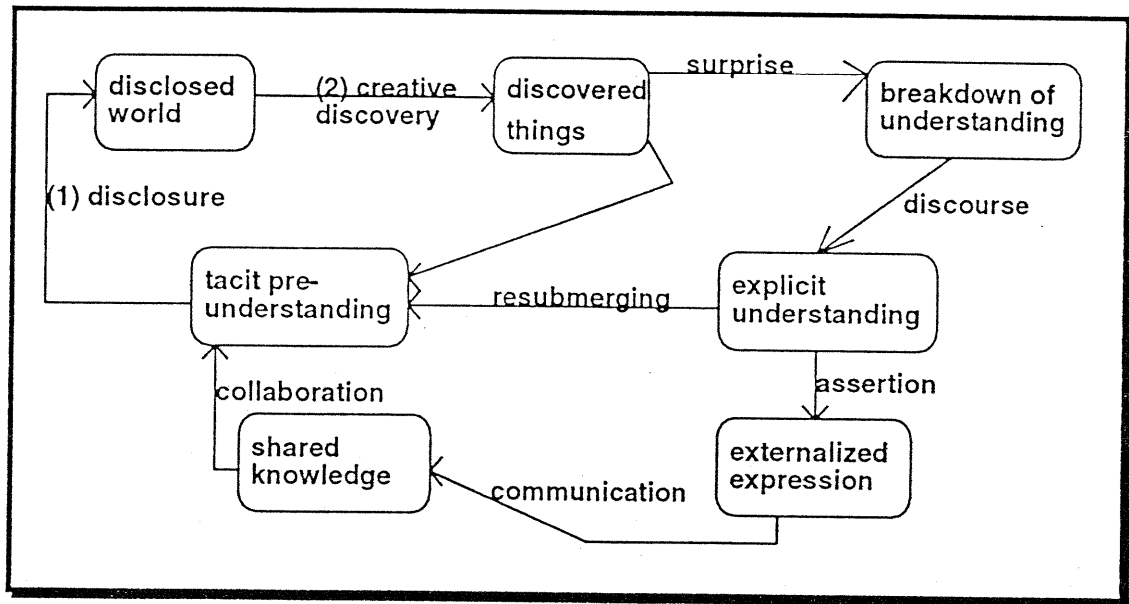 disclosed
world
(2) creative
discovery
discovered
things
surprise
breakdown of
understanding
(1) disclosure
discourse
tacit pre-
understanding
resubmerging
explicit
understanding
collaboration
assertion
shared
knowledge
communication
externalized
expression